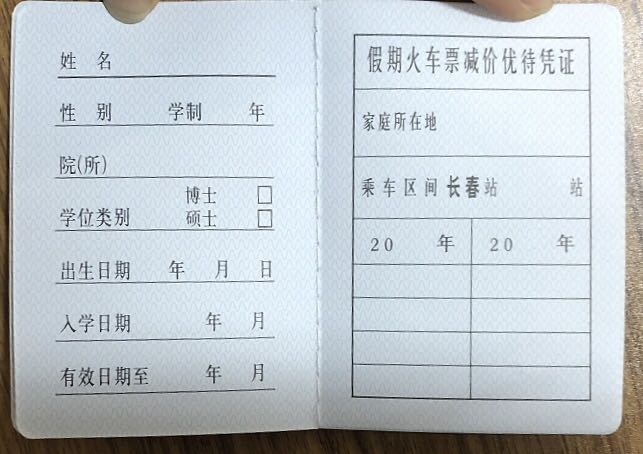 姓 名
性 别 学制 年
院(所)
博士 □
学位类别 硕士 □
出生日期 年 月 日
入学日期 年 月
有效日期至 年 月
假期火车票减价优待凭证
家庭所在地
乘车区间 长春站 站
20 年 20 年